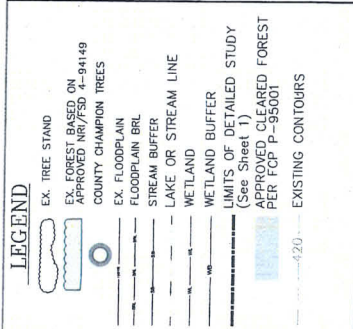 LEGEND
EX. TREE STAND
EX. FOREST BASED ON
APPROVED NRI/FSD 4-94149
COUNTY CHAMPION TREES
EX. FLOODPLAIN
FLOODPLAIN BRL
STREAM BUFFER
LAKE OR STREAM LINE
WETLAND
WETLAND BUFFER
LIMITS OF DETAILED STUDY
(See Sheet 1)
APPROVED CLEARED FOREST
PER FCP P-95001
420 EXISTING CONTOURS